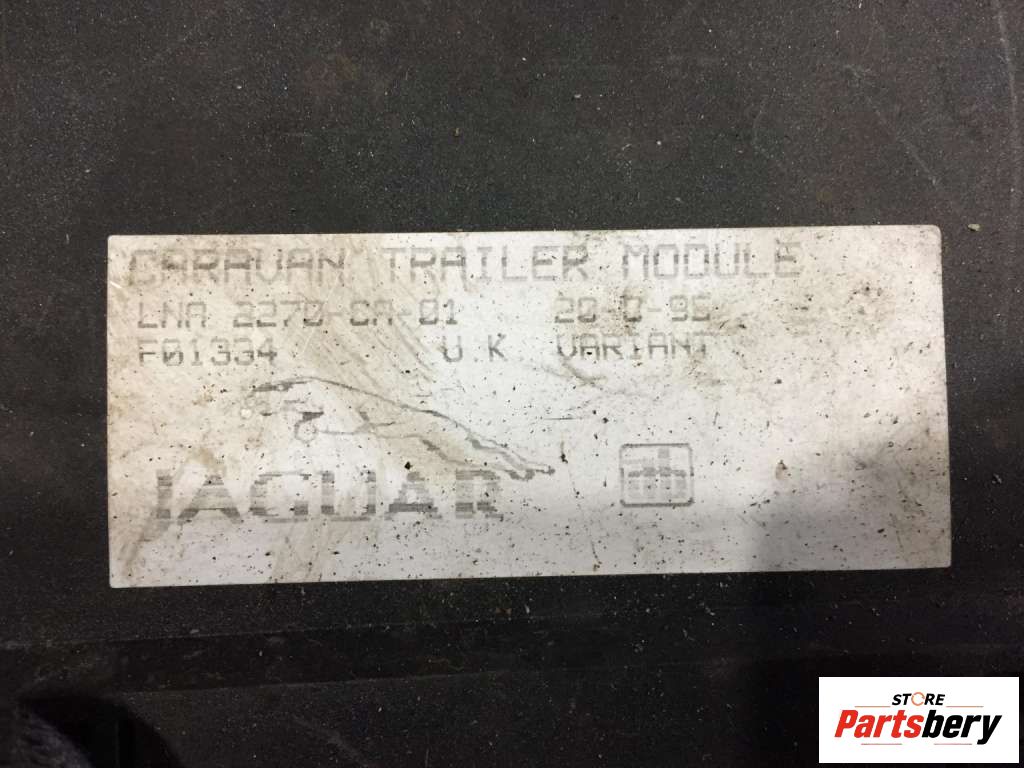 CARAVAN TRAILER MODULE
LNA 2270-CA-01
F01334 U K VARIANT
JAGUAR
STORE
Partsbery